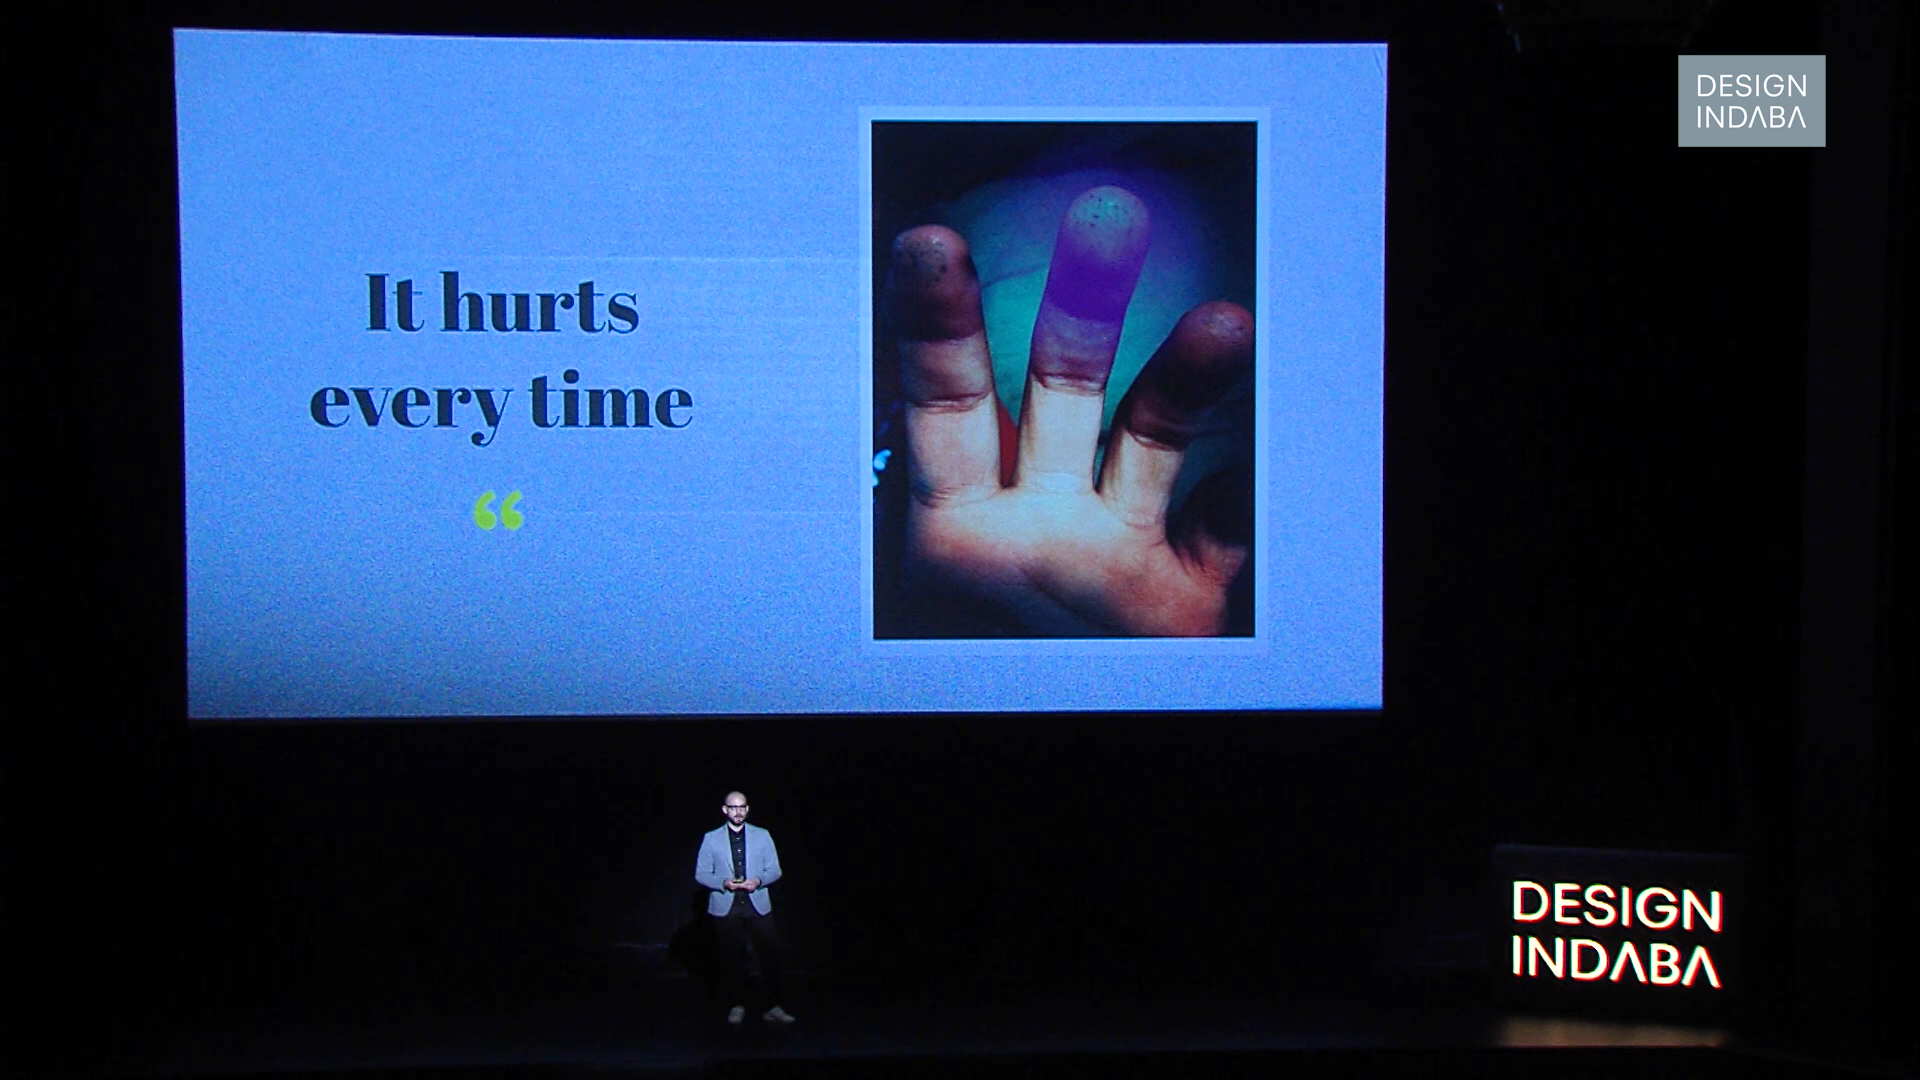 DESIGN
INDABA
It hurts
every time
“
DESIGN
INDABA